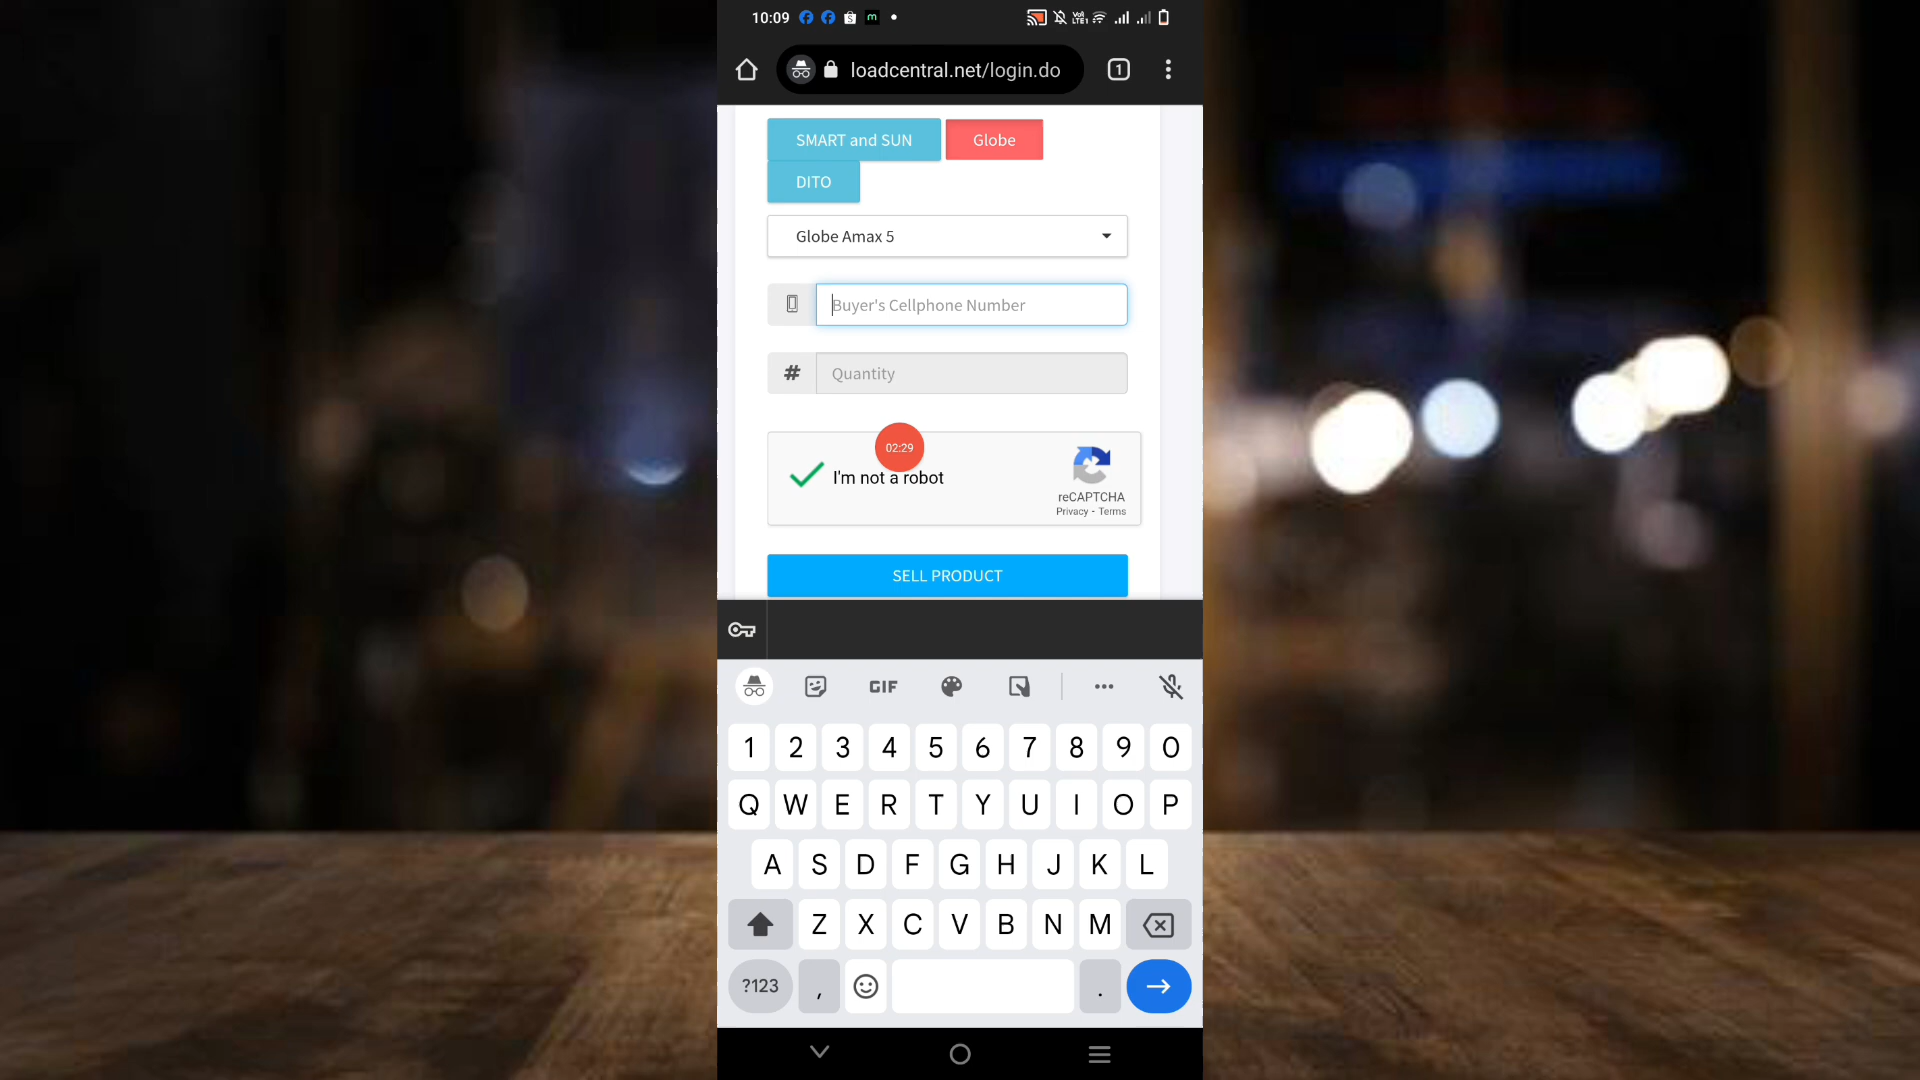 10:09
loadcentral.net/login.do
1
SMART and SUN
Globe
DITO
Globe Amax 5
Buyer's Cellphone Number
# Quantity
02:29
I'm not a robot
reCAPTCHA
Privacy - Terms
SELL PRODUCT
GIF
1 2 3 4 5 6 7 8 9 0
Q W E R T Y U I O P
A S D F G H J K L
Z X C V B N M
?123 , .